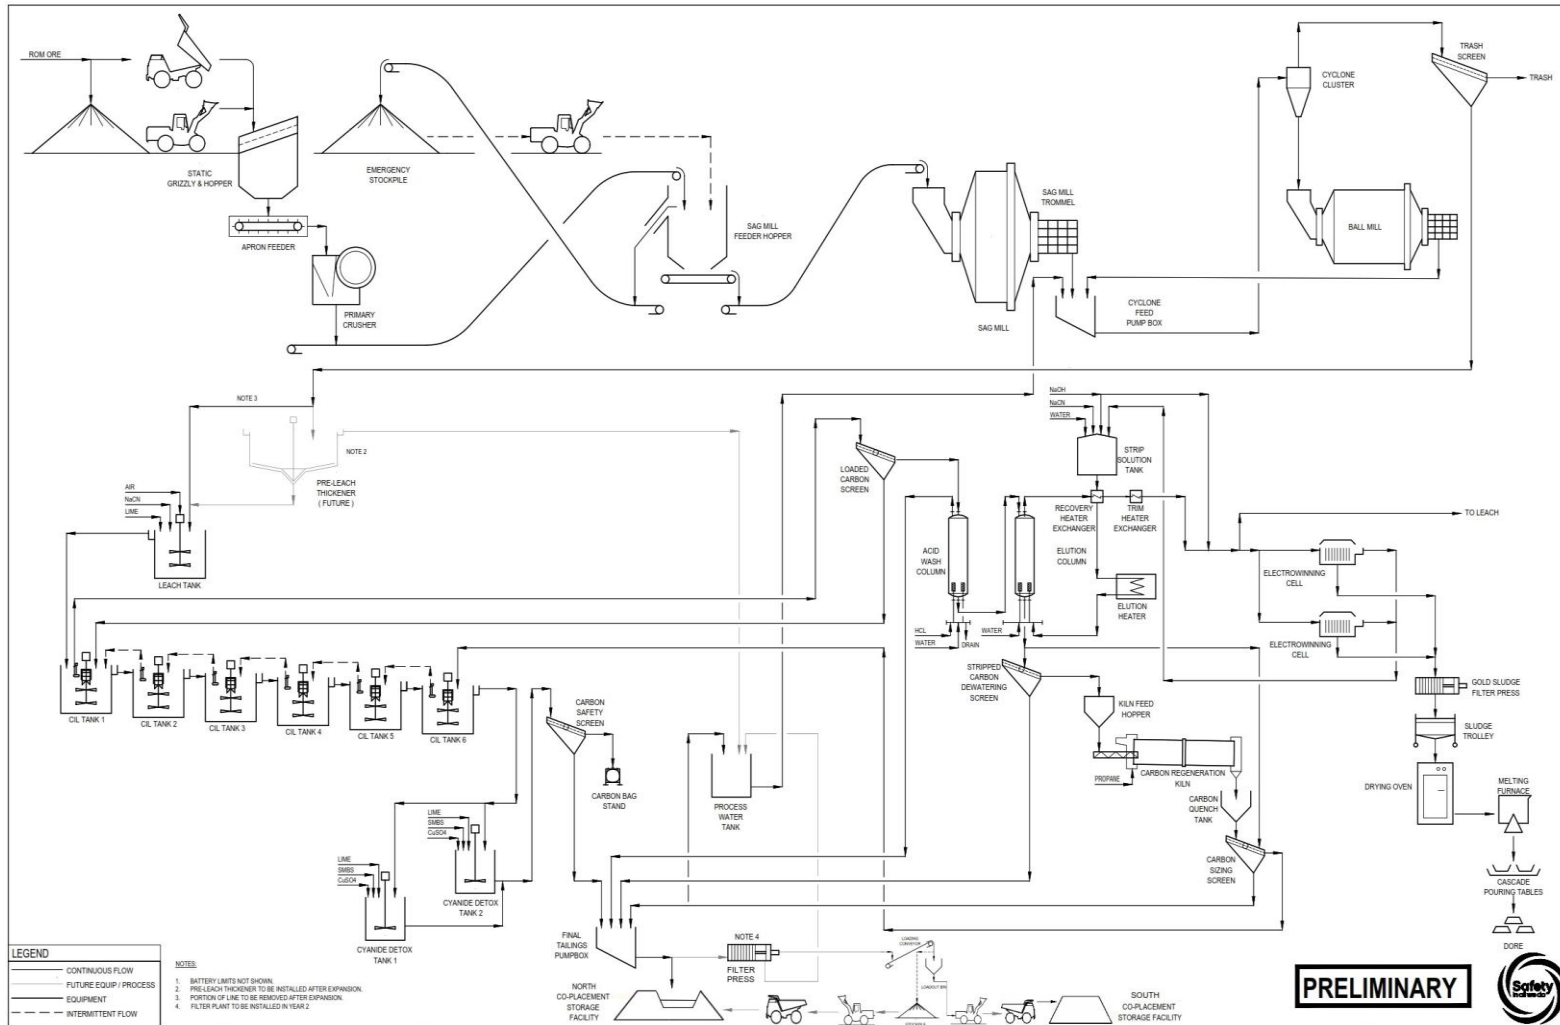 ROM ORE
STATIC
GRIZZLY & HOPPER
APRON FEEDER
PRIMARY
CRUSHER
EMERGENCY
STOCKPILE
SAG MILL
FEEDER HOPPER
SAG MILL
TROMMEL
SAG MILL
CYCLONE
FEED
PUMP BOX
CYCLONE
CLUSTER
BALL MILL
TRASH
SCREEN
TRASH
NOTE 3
NOTE 2
PRE-LEACH
THICKENER
( FUTURE )
AIR
NaCN
LIME
LEACH TANK
LOADED
CARBON
SCREEN
NaOH
NaCN
WATER
STRIP
SOLUTION
TANK
RECOVERY
HEATER
EXCHANGER
TRIM
HEATER
EXCHANGER
ACID
WASH
COLUMN
ELUTION
COLUMN
ELUTION
HEATER
TO LEACH
ELECTROWINNING
CELL
ELECTROWINNING
CELL
HCL
WATER
DRAIN
WATER
CIL TANK 1
CIL TANK 2
CIL TANK 3
CIL TANK 4
CIL TANK 5
CIL TANK 6
CARBON
SAFETY
SCREEN
CARBON BAG
STAND
PROCESS
WATER
TANK
STRIPPED
CARBON
DEWATERING
SCREEN
KILN FEED
HOPPER
PROPANE
CARBON REGENERATION
KILN
CARBON
QUENCH
TANK
CARBON
SIZING
SCREEN
GOLD SLUDGE
FILTER PRESS
SLUDGE
TROLLEY
DRYING OVEN
MELTING
FURNACE
CASCADE
POURING TABLES
DORE
LIME
SMBS
CuSO4
CYANIDE DETOX
TANK 2
LIME
SMBS
CuSO4
CYANIDE DETOX
TANK 1
FINAL
TAILINGS
PUMPBOX
NOTE 4
FILTER
PRESS
LOADING
CONVEYOR
LOADOUT BIN
STOCKPILE
NORTH
CO-PLACEMENT
STORAGE
FACILITY
SOUTH
CO-PLACEMENT
STORAGE FACILITY
LEGEND
CONTINUOUS FLOW
FUTURE EQUIP / PROCESS
EQUIPMENT
INTERMITTENT FLOW
NOTES:
1. BATTERY LIMITS NOT SHOWN.
2. PRE-LEACH THICKENER TO BE INSTALLED AFTER EXPANSION.
3. PORTION OF LINE TO BE REMOVED AFTER EXPANSION.
4. FILTER PLANT TO BE INSTALLED IN YEAR 2
PRELIMINARY
Safety
in all we do